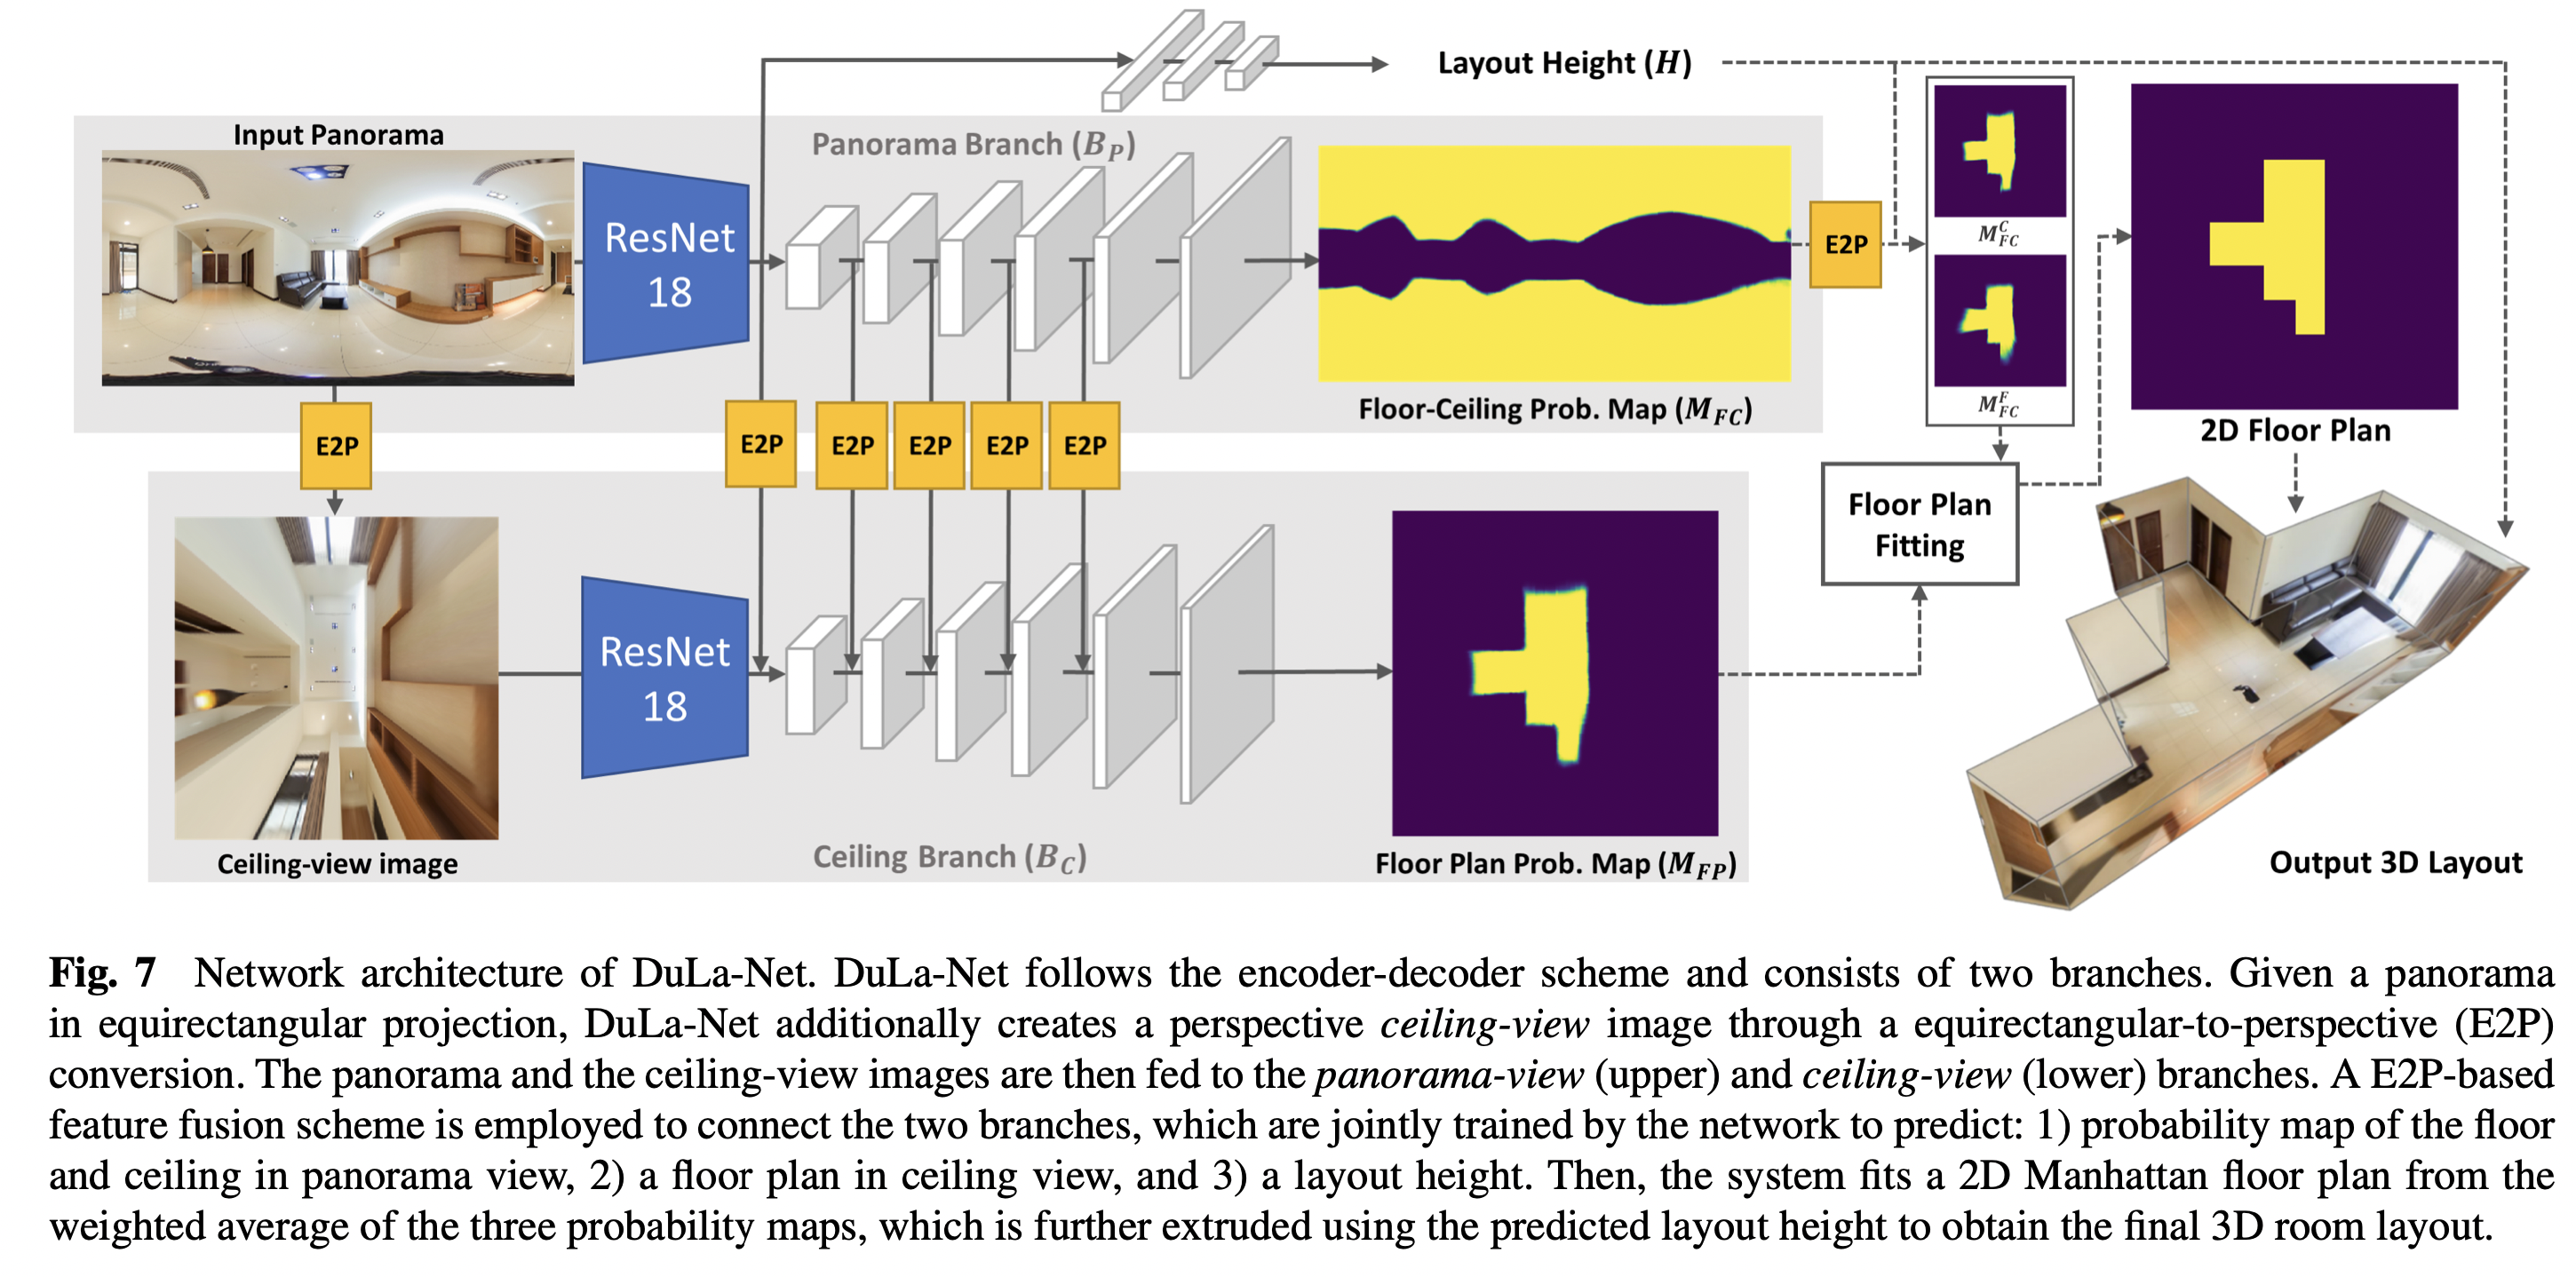 Layout Height (H)
Input Panorama
Panorama Branch (B_P)
ResNet
18
E2P
M^C_FC
M^F_FC
Floor-Ceiling Prob. Map (M_FC)
2D Floor Plan
E2P
E2P
E2P
E2P
E2P
E2P
Floor Plan
Fitting
ResNet
18
Ceiling Branch (B_C)
Ceiling-view image
Floor Plan Prob. Map (M_FP)
Output 3D Layout
Fig. 7 Network architecture of DuLa-Net. DuLa-Net follows the encoder-decoder scheme and consists of two branches. Given a panorama
in equirectangular projection, DuLa-Net additionally creates a perspective ceiling-view image through a equirectangular-to-perspective (E2P)
conversion. The panorama and the ceiling-view images are then fed to the panorama-view (upper) and ceiling-view (lower) branches. A E2P-based
feature fusion scheme is employed to connect the two branches, which are jointly trained by the network to predict: 1) probability map of the floor
and ceiling in panorama view, 2) a floor plan in ceiling view, and 3) a layout height. Then, the system fits a 2D Manhattan floor plan from the
weighted average of the three probability maps, which is further extruded using the predicted layout height to obtain the final 3D room layout.